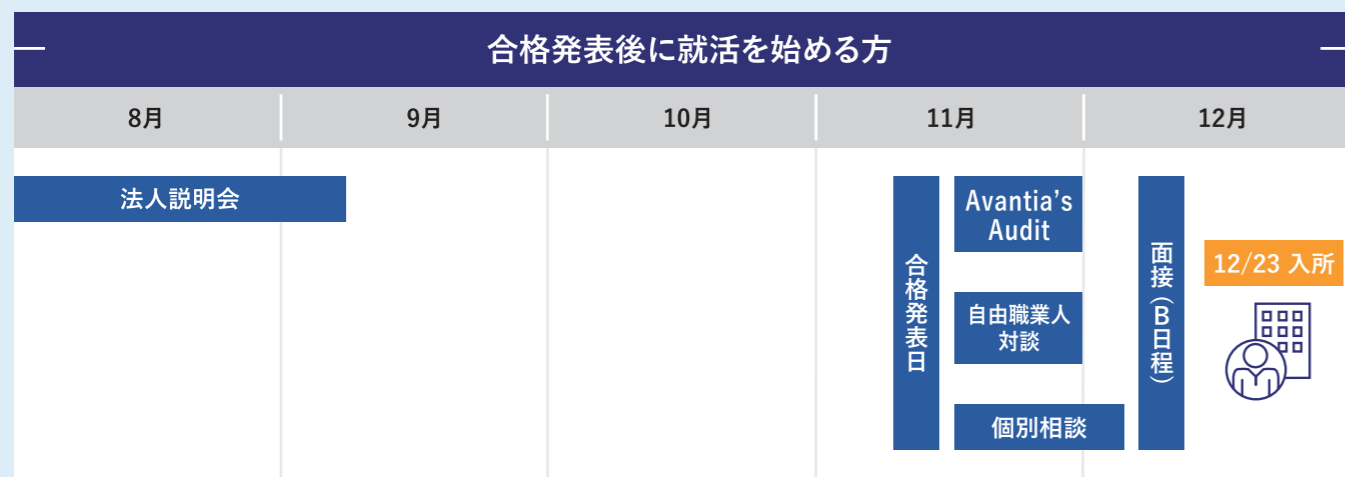 合格発表後に就活を始める方
8月
9月
10月
11月
12月
法人説明会
合格発表日
Avantia’s
Audit
自由職業人
対談
個別相談
面接（B日程）
12/23 入所